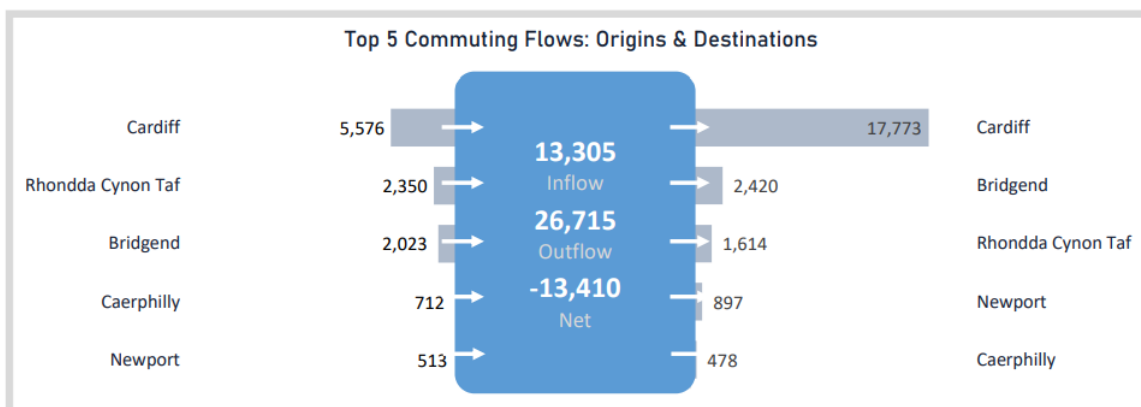 Top 5 Commuting Flows: Origins & Destinations
Cardiff 5,576 17,773 Cardiff
13,305
Inflow
Rhondda Cynon Taf 2,350 2,420 Bridgend
26,715
Bridgend 2,023 1,614 Rhondda Cynon Taf
Outflow
-13,410
Caerphilly 712 897 Newport
Net
Newport 513 478 Caerphilly